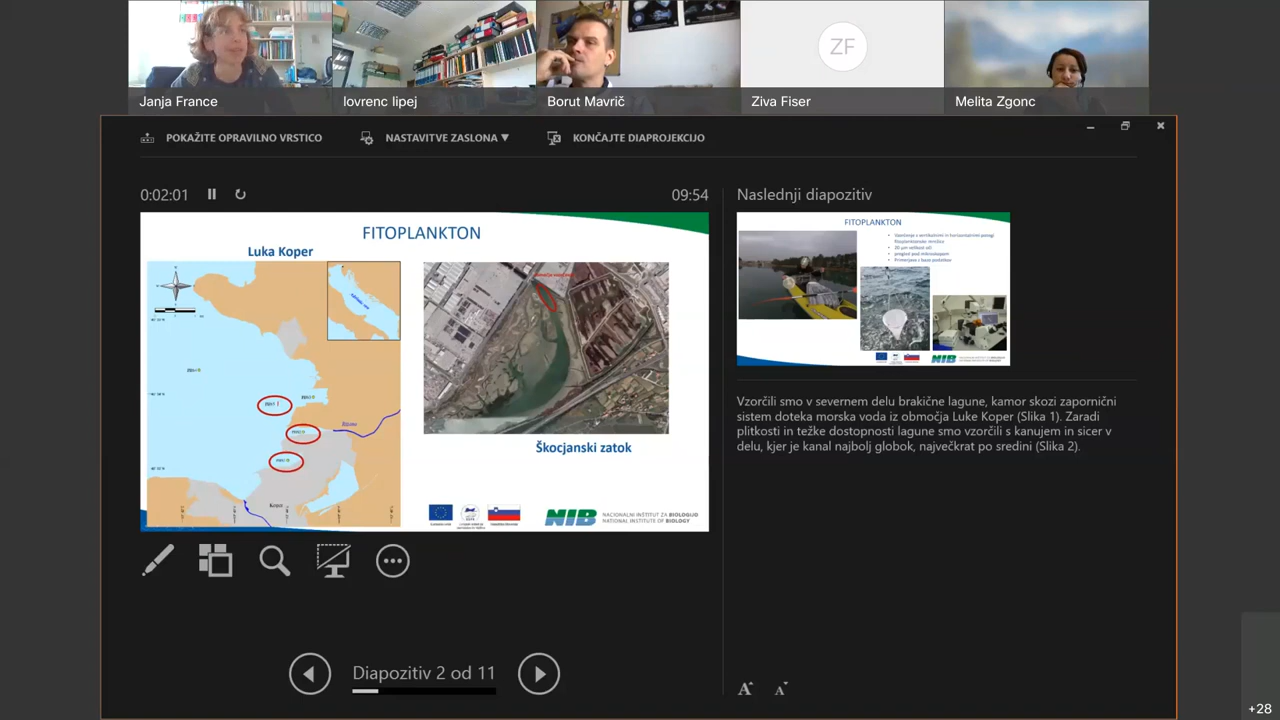 Janja France
lovrenc lipej
Borut Mavrič
ZF
Ziva Fiser
Melita Zgonc
POKAŽITE OPRAVILNO VRSTICO
NASTAVITVE ZASLONA
KONČAJTE DIAPROJEKCIJO
0:02:01
09:54
FITOPLANKTON
Luka Koper
Škocjanski zatok
Koper
NIB
NACIONALNI INŠTITUT ZA BIOLOGIJO
NATIONAL INSTITUTE OF BIOLOGY
Diapozitiv 2 od 11
Naslednji diapozitiv
FITOPLANKTON
NIB
Vzorčili smo v severnem delu brakične lagune, kamor skozi zapornični
sistem doteka morska voda iz območja Luke Koper (Slika 1). Zaradi
plitkosti in težke dostopnosti lagune smo vzorčili s kanujem in sicer v
delu, kjer je kanal najbolj globok, največkrat po sredini (Slika 2).
A A
+28